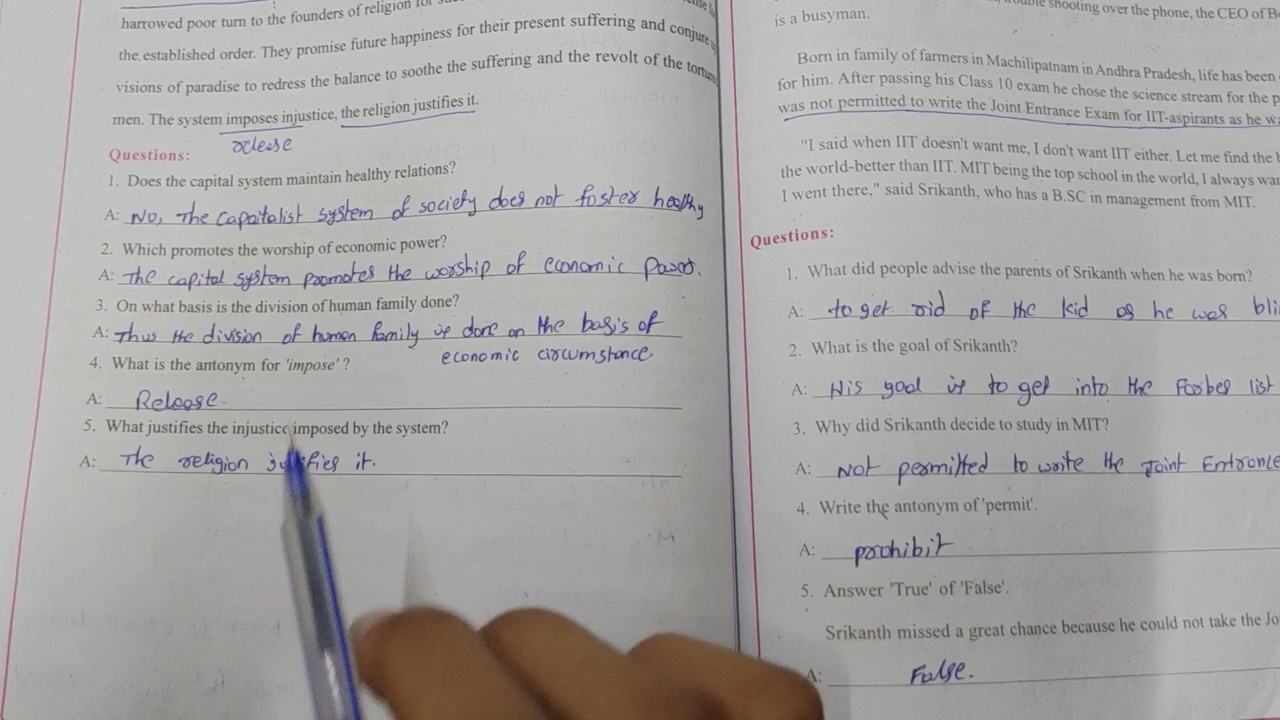 harrowed poor turn to the founders of religion for
the established order. They promise future happiness for their present suffering and conjure
visions of paradise to redress the balance to soothe the suffering and the revolt of the
men. The system imposes injustice, the religion justifies it.
release
Questions:
1. Does the capital system maintain healthy relations?
A: No, The capaitalist system of society does not foster healthy
2. Which promotes the worship of economic power?
A: The capital system promotes the worship of economic power.
3. On what basis is the division of human family done?
A: Thus the division of human family is done on the basis of
economic circumstance.
4. What is the antonym for 'impose'?
A: Release.
5. What justifies the injustice imposed by the system?
A: The religion justifies it.
shooting over the phone, the CEO of
is a busyman.
Born in family of farmers in Machilipatnam in Andhra Pradesh, life has been
for him. After passing his Class 10 exam he chose the science stream for the
was not permitted to write the Joint Entrance Exam for IIT-aspirants as he
"I said when IIT doesn't want me, I don't want IIT either. Let me find the
the world-better than IIT. MIT being the top school in the world, I always
I went there," said Srikanth, who has a B.SC in management from MIT.
Questions:
1. What did people advise the parents of Srikanth when he was born?
A: to get rid of the kid as he was
2. What is the goal of Srikanth?
A: His goal is to get into the Forbes list
3. Why did Srikanth decide to study in MIT?
A: Not permitted to write the Joint Entrance
4. Write the antonym of 'permit'.
A: prohibit
5. Answer 'True' of 'False'.
Srikanth missed a great chance because he could not take the
A: False.